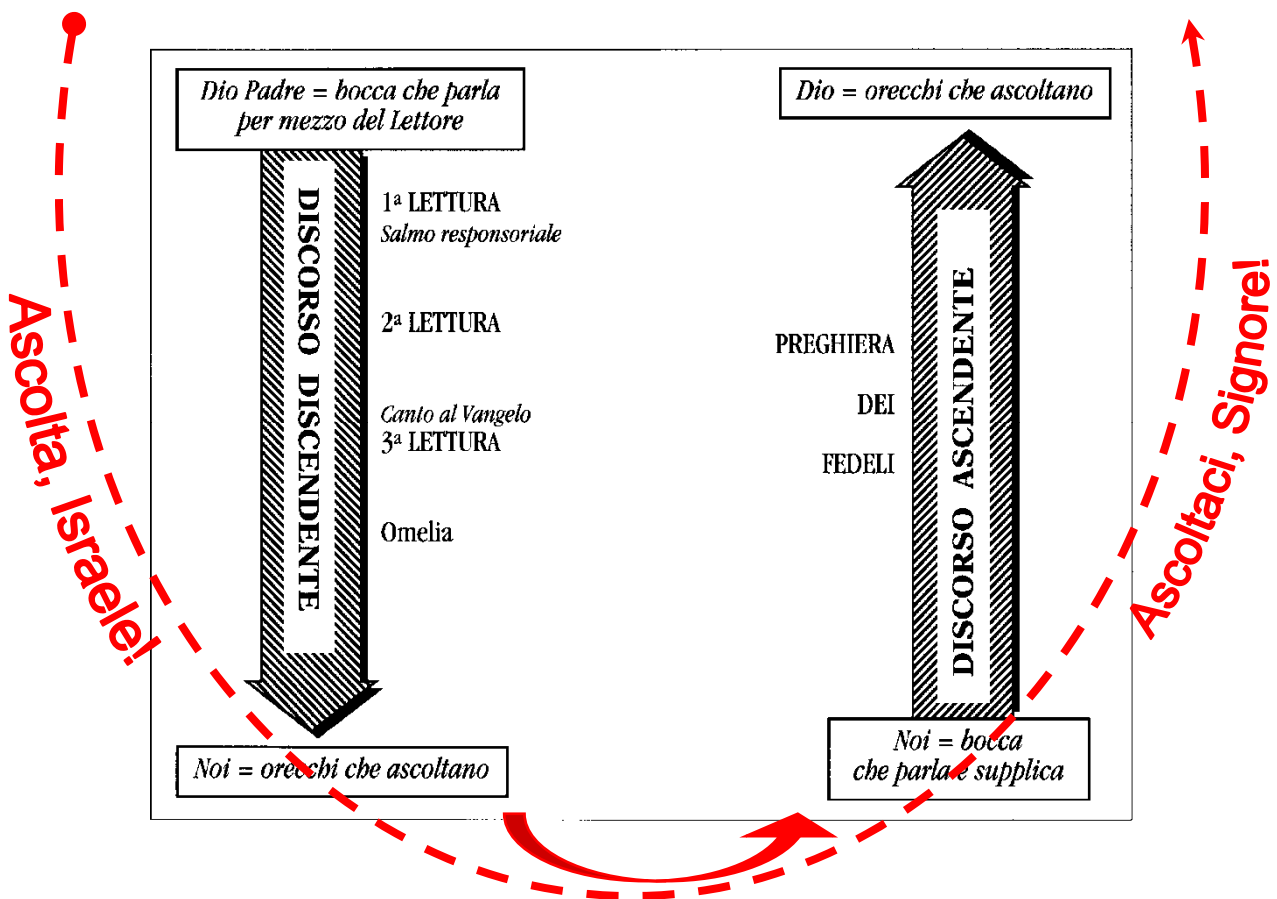 Dio Padre = bocca che parla
per mezzo del Lettore
DISCORSO DISCENDENTE
1ª LETTURA
Salmo responsoriale
2ª LETTURA
Canto al Vangelo
3ª LETTURA
Omelia
Noi = orecchi che ascoltano
Ascolta, Israele!
Dio = orecchi che ascoltano
PREGHIERA
DEI
FEDELI
DISCORSO ASCENDENTE
Noi = bocca
che parla e supplica
Ascoltaci, Signore!